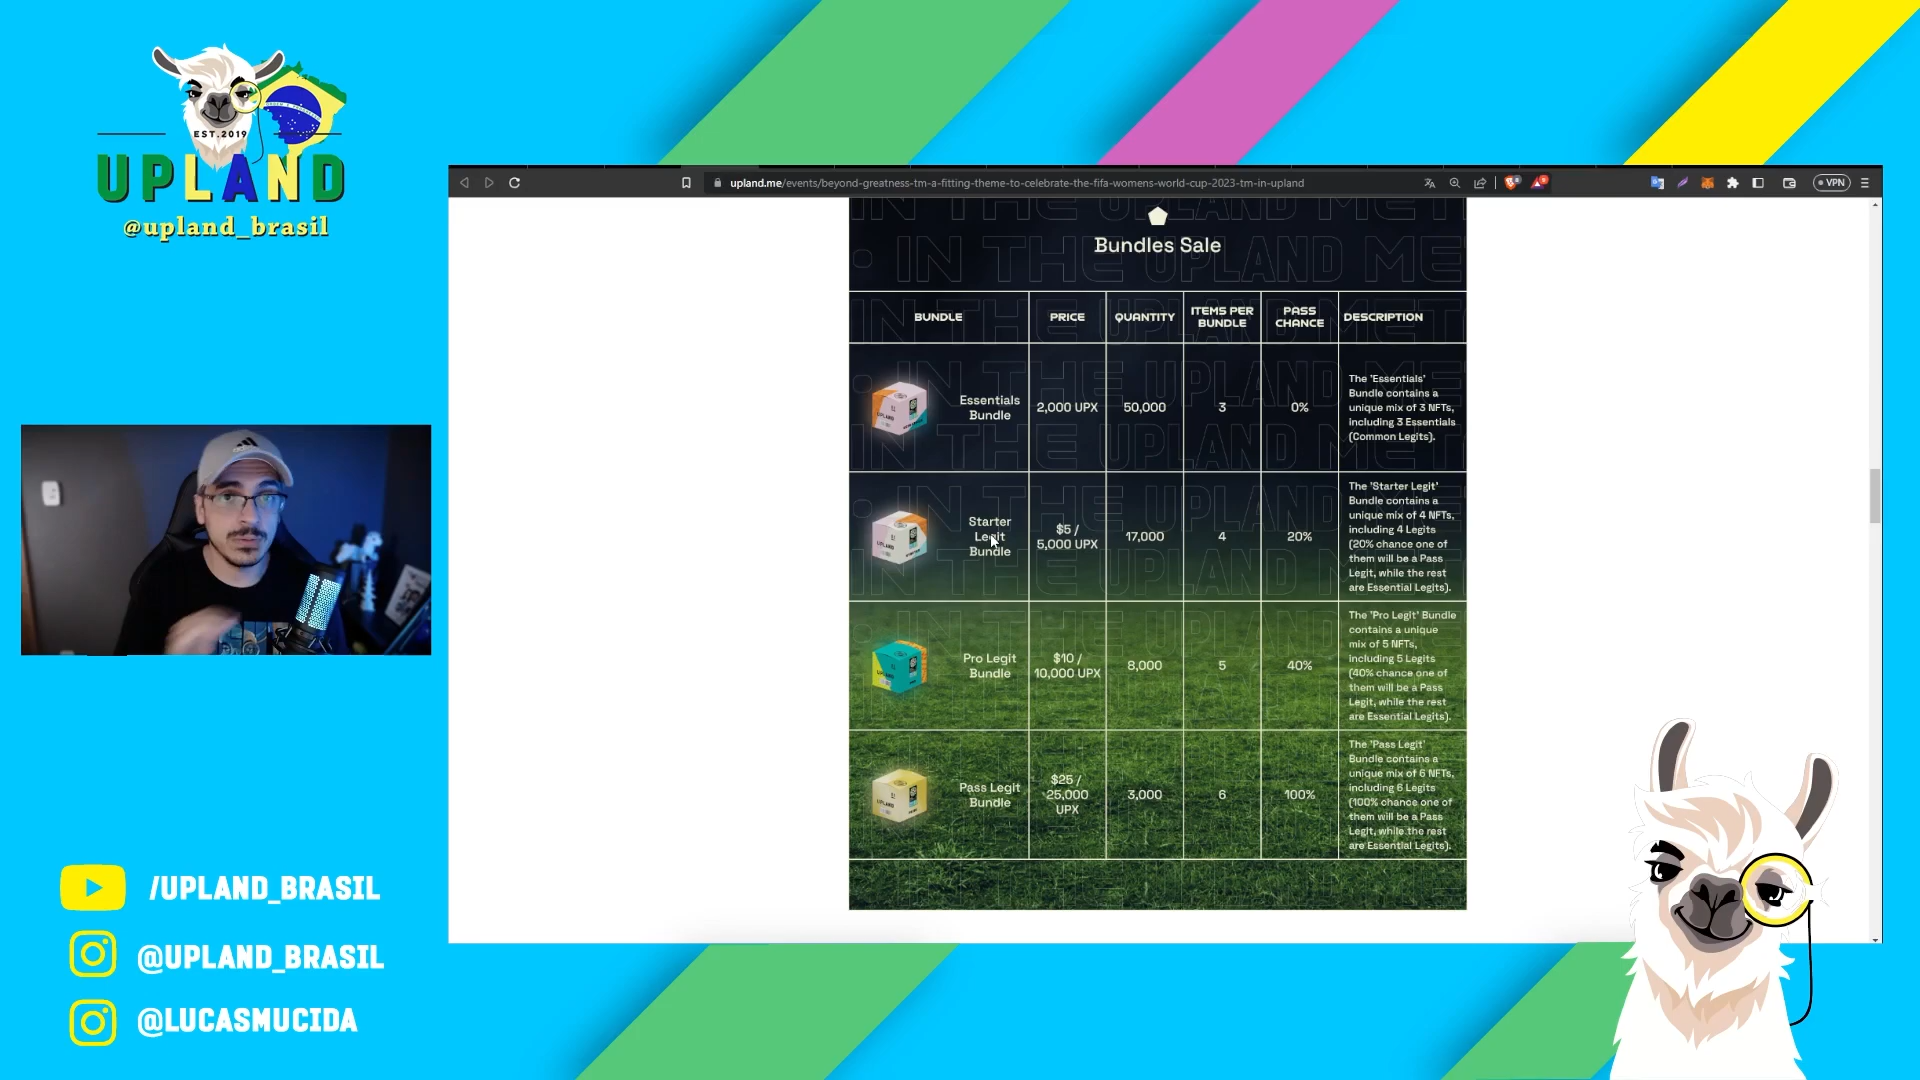 EST.2019
UPLAND
@upland_brasil
upland.me/events/beyond-greatness-tm-a-fitting-theme-to-celebrate-the-fifa-womens-world-cup-2023-tm-in-upland
VPN
Bundles Sale
BUNDLE
PRICE
QUANTITY
ITEMS PER
BUNDLE
PASS
CHANCE
DESCRIPTION
Essentials
Bundle
2,000 UPX
50,000
3
0%
The 'Essentials'
Bundle contains a
unique mix of 3 NFTs,
including 3 Essentials
(Common Legits).
Starter
Legit
Bundle
$5 /
5,000 UPX
17,000
4
20%
The 'Starter Legit'
Bundle contains a
unique mix of 4 NFTs,
including 4 Legits
(20% chance one of
them will be a Pass
Legit, while the rest
are Essential Legits).
Pro Legit
Bundle
$10 /
10,000 UPX
8,000
5
40%
The 'Pro Legit' Bundle
contains a unique
mix of 5 NFTs,
including 5 Legits
(40% chance one of
them will be a Pass
Legit, while the rest
are Essential Legits).
Pass Legit
Bundle
$25 /
25,000
UPX
3,000
6
100%
The 'Pass Legit'
Bundle contains a
unique mix of 6 NFTs,
including 6 Legits
(100% chance one of
them will be a Pass
Legit, while the rest
are Essential Legits).
/UPLAND_BRASIL
@UPLAND_BRASIL
@LUCASMUCIDA